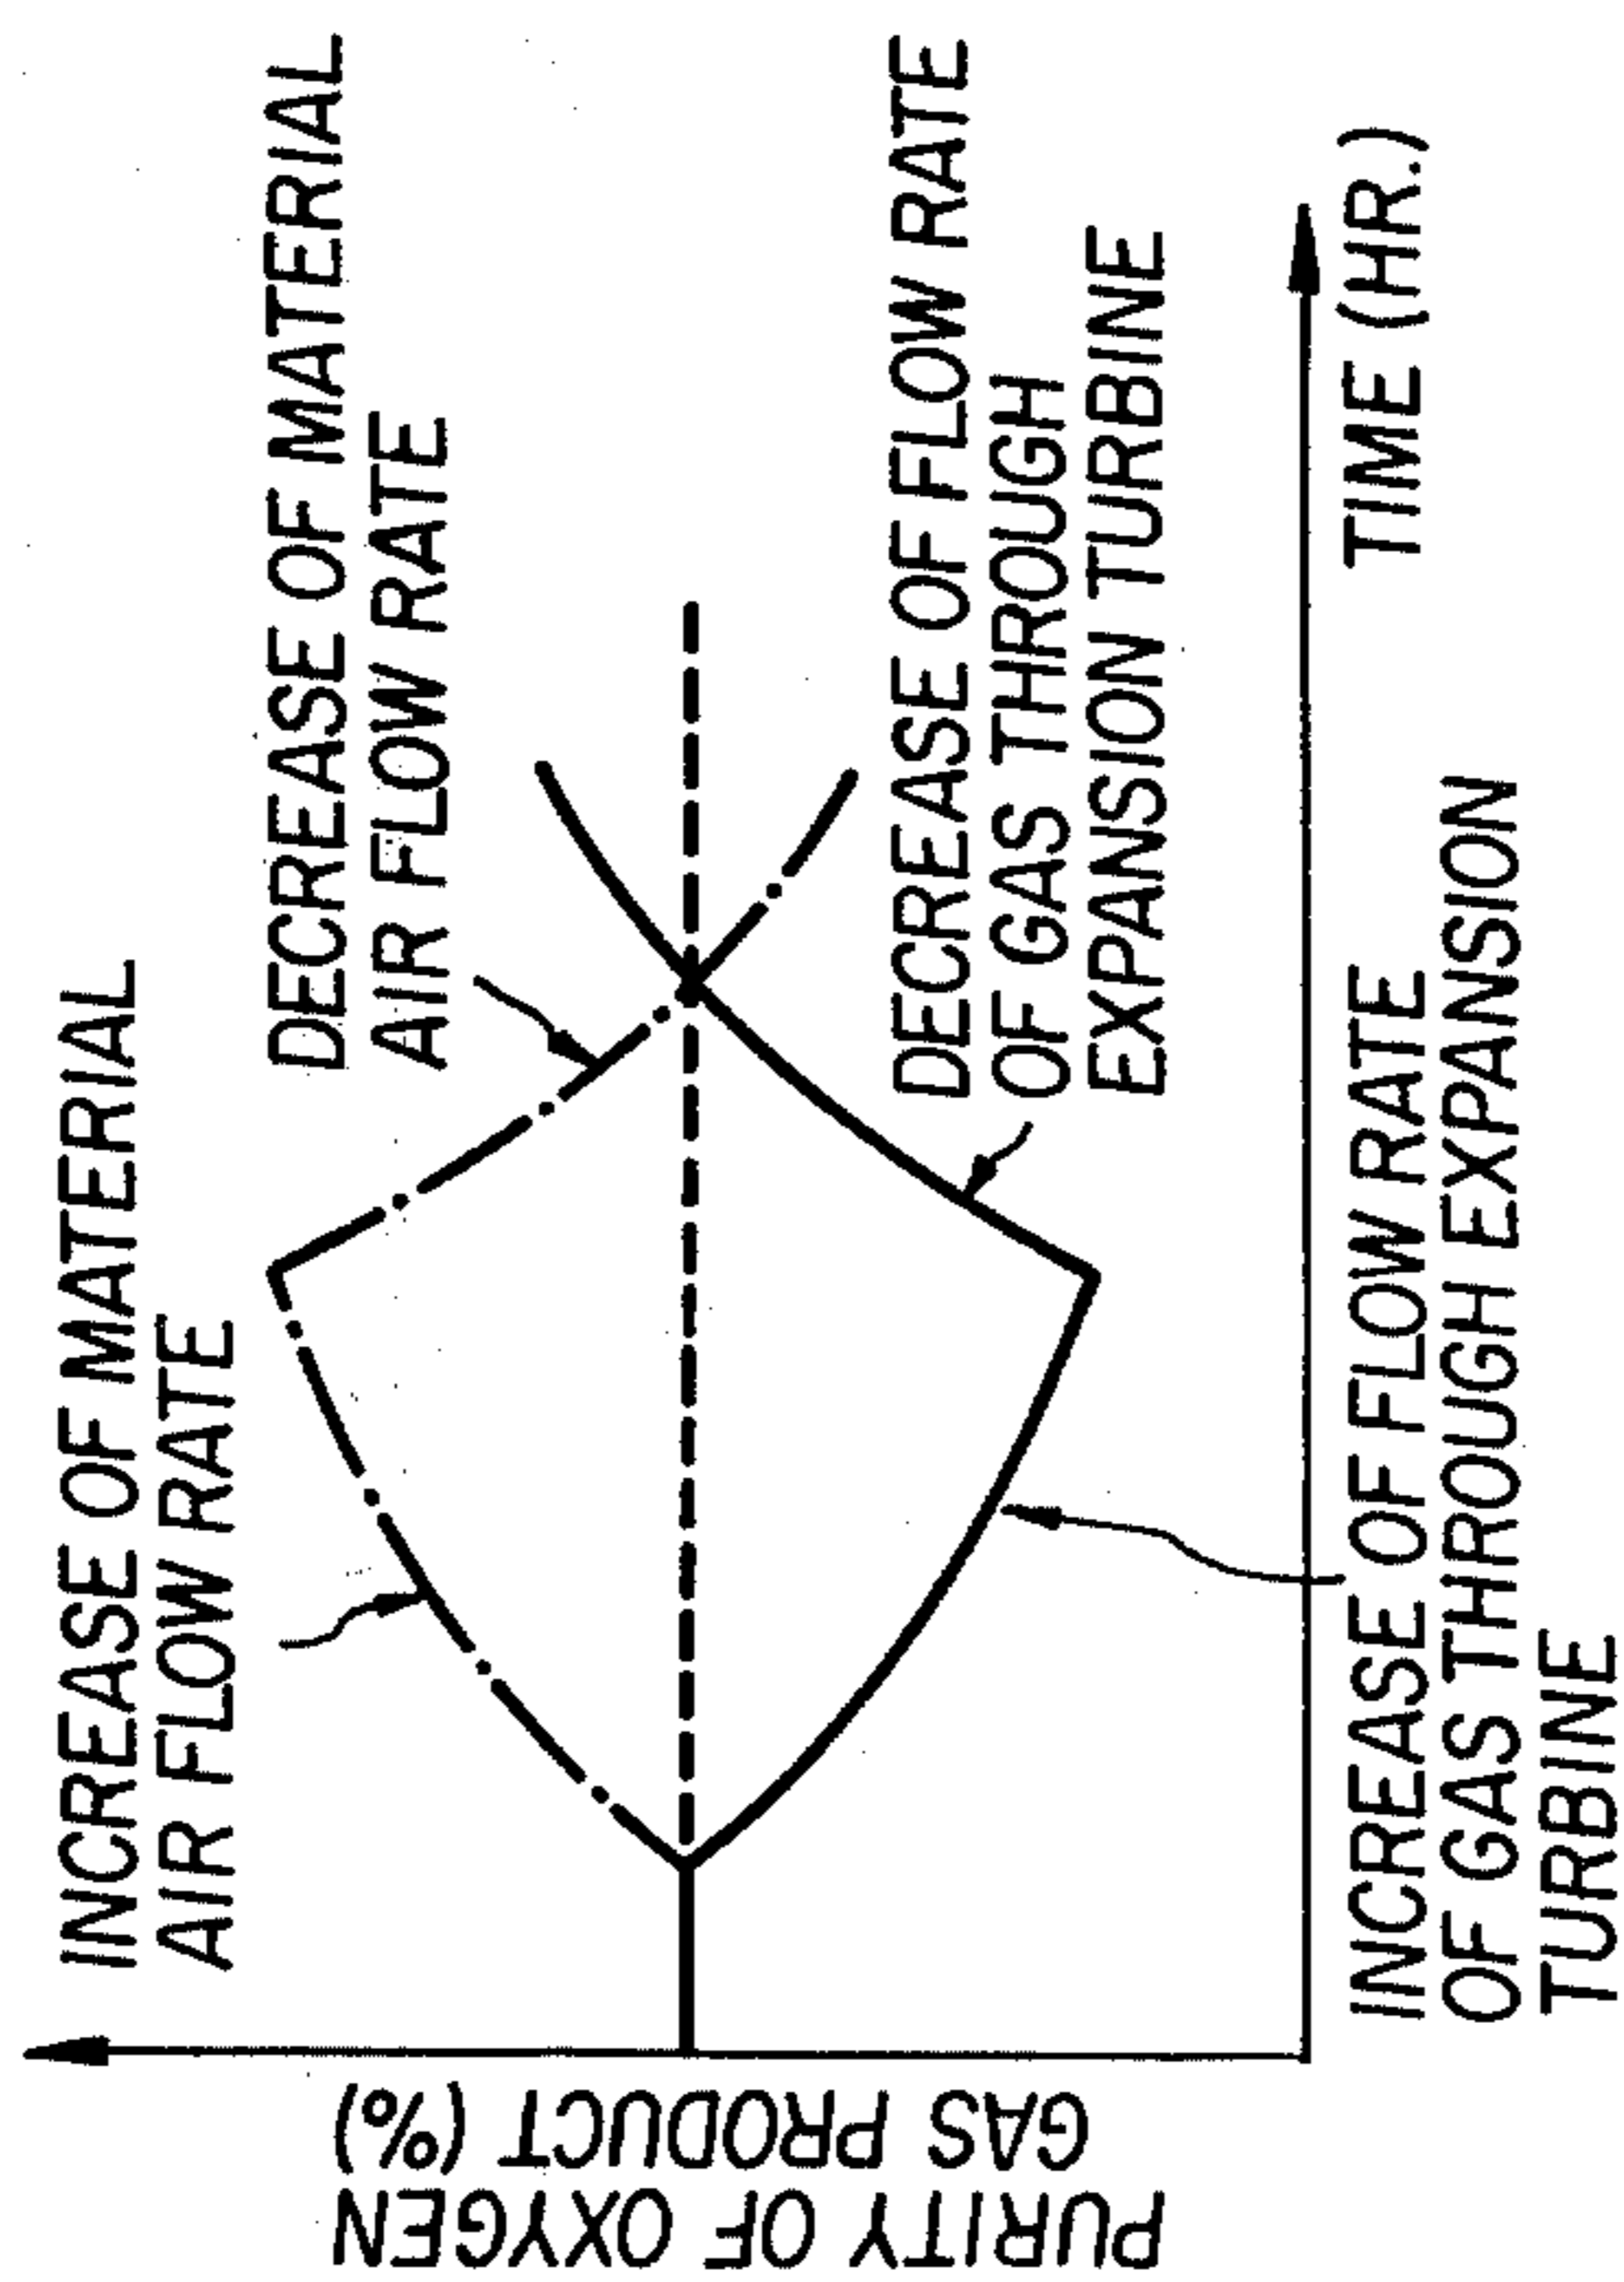 INCREASE OF MATERIAL
AIR FLOW RATE
DECREASE OF MATERIAL
AIR FLOW RATE
PURITY OF OXYGEN
GAS PRODUCT (%)
DECREASE OF FLOW RATE
OF GAS THROUGH
EXPANSION TURBINE
TIME (HR.)
INCREASE OF FLOW RATE
OF GAS THROUGH EXPANSION
TURBINE